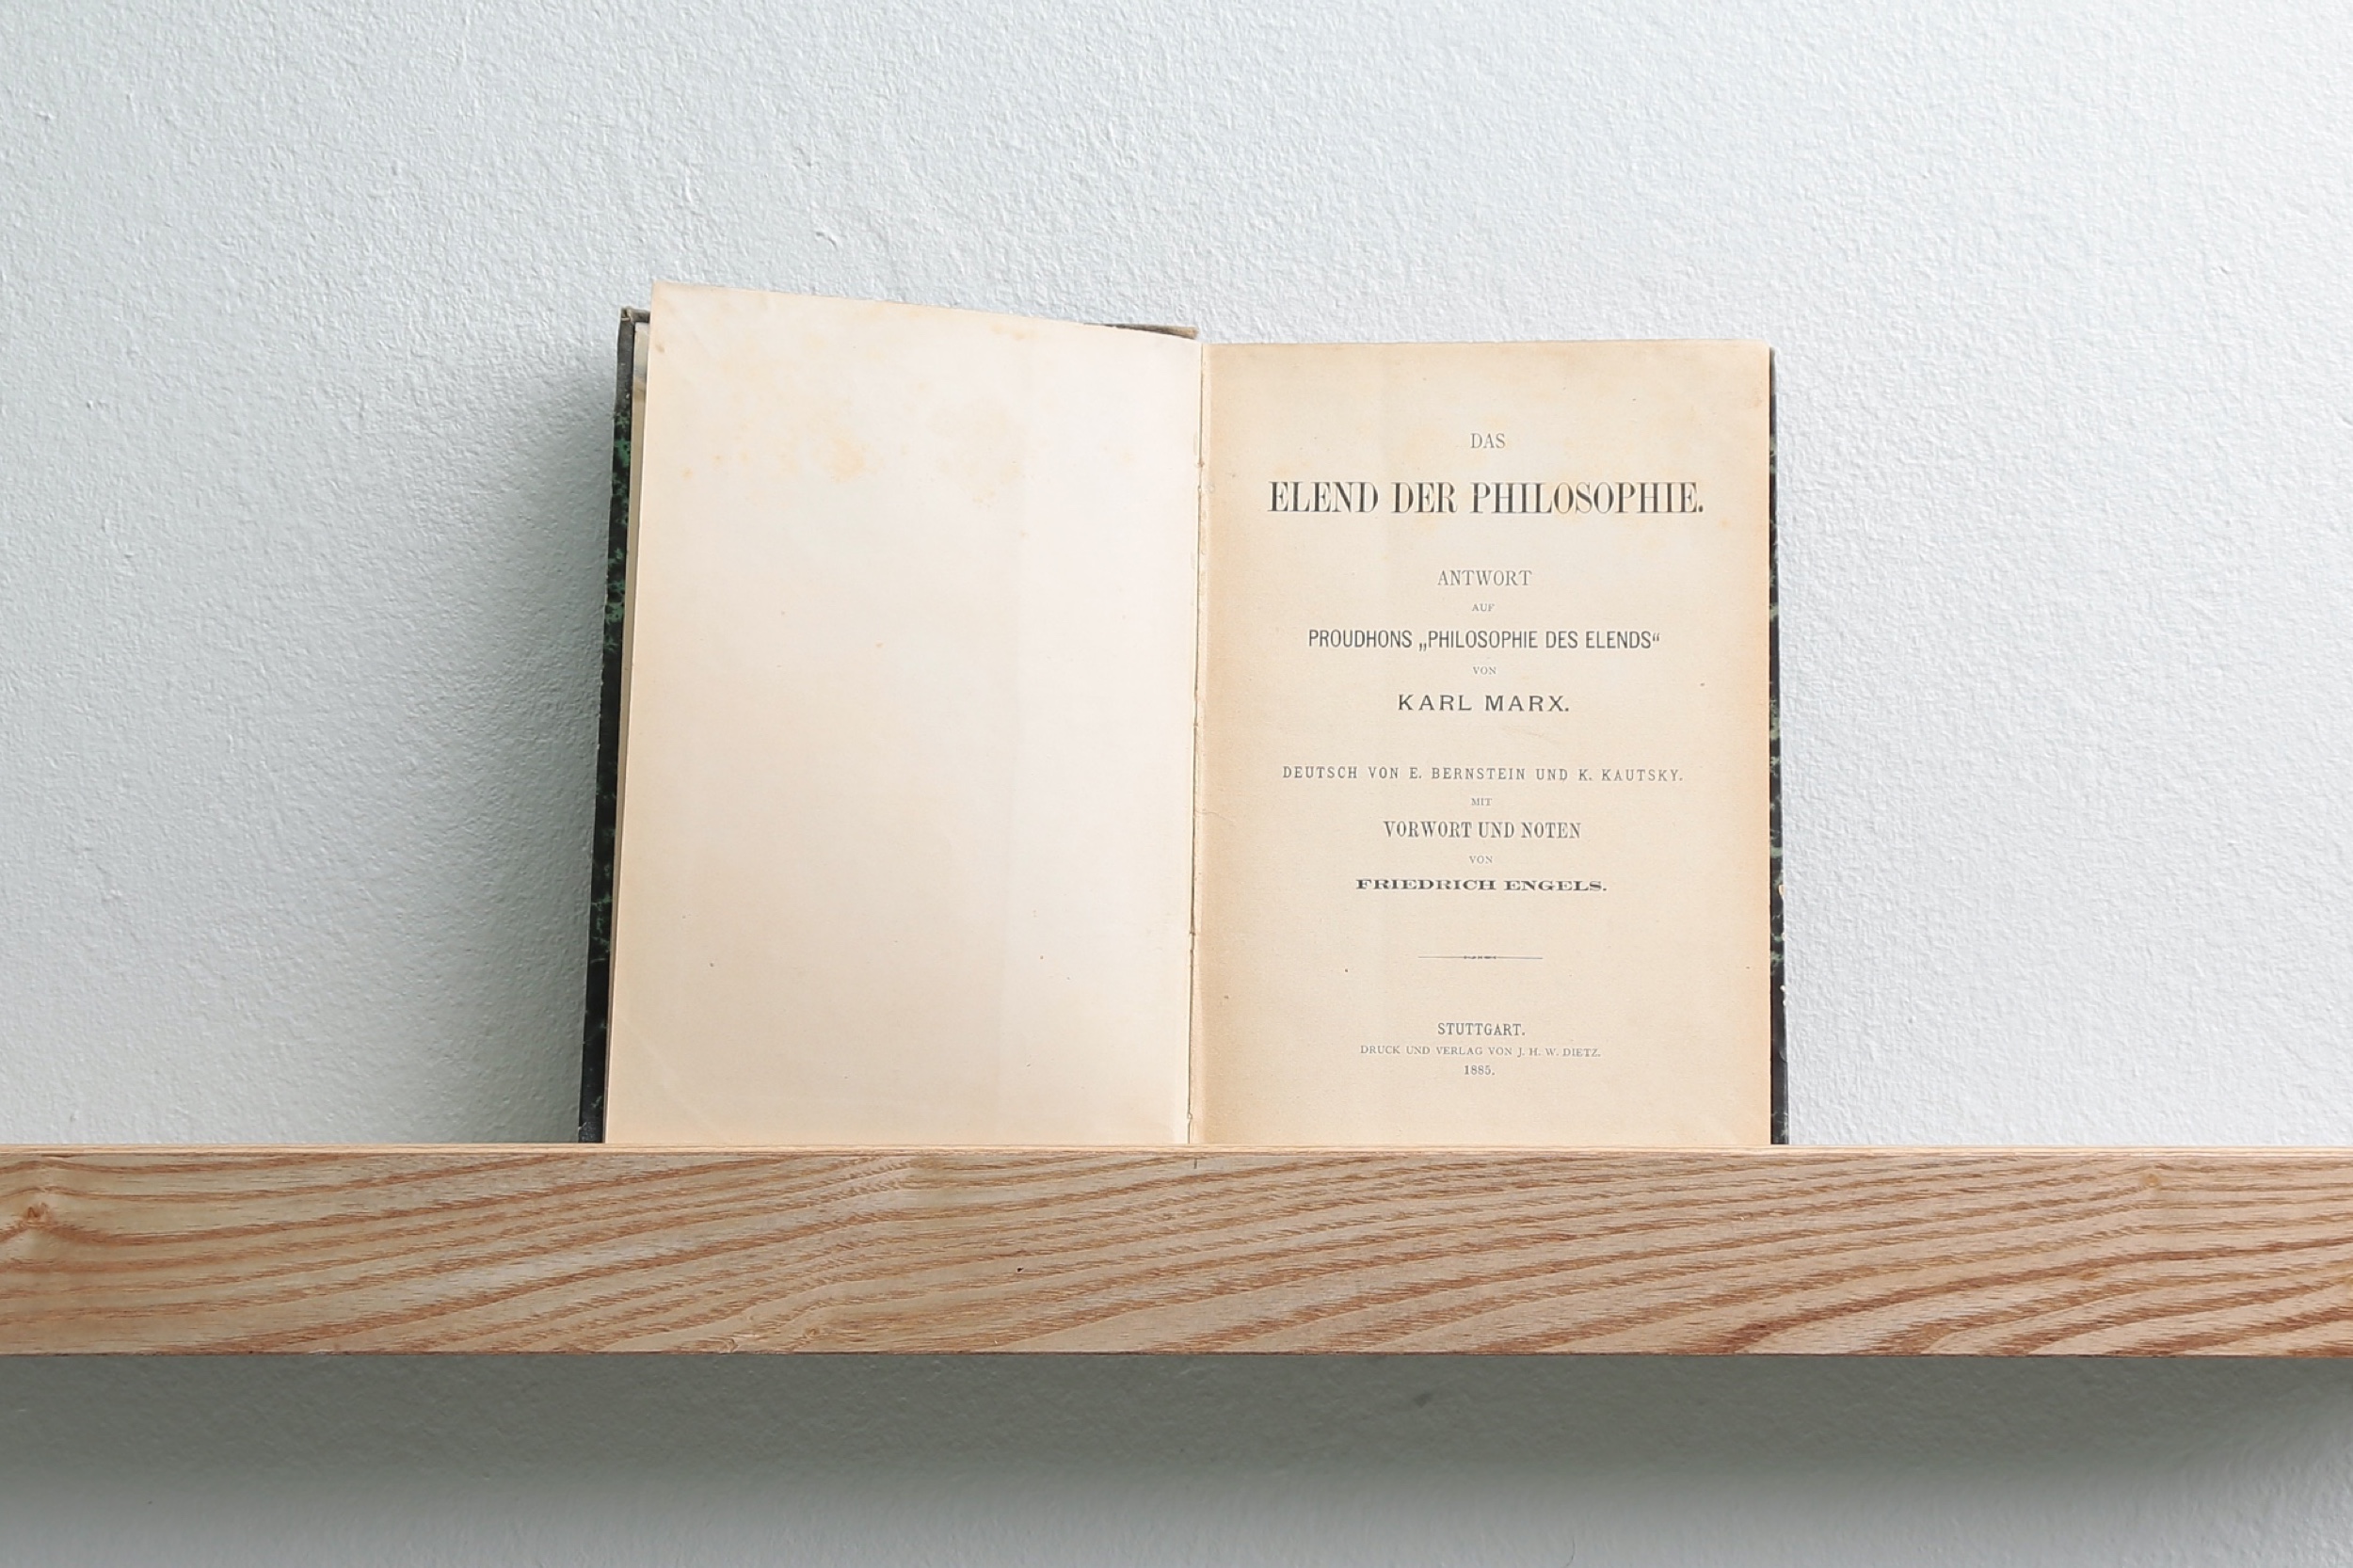 DAS
ELEND DER PHILOSOPHIE.
ANTWORT
AUF
PROUDHONS „PHILOSOPHIE DES ELENDS“
VON
KARL MARX.
DEUTSCH VON E. BERNSTEIN UND K. KAUTSKY.
MIT
VORWORT UND NOTEN
VON
FRIEDRICH ENGELS.
STUTTGART.
DRUCK UND VERLAG VON J. H. W. DIETZ.
1885.